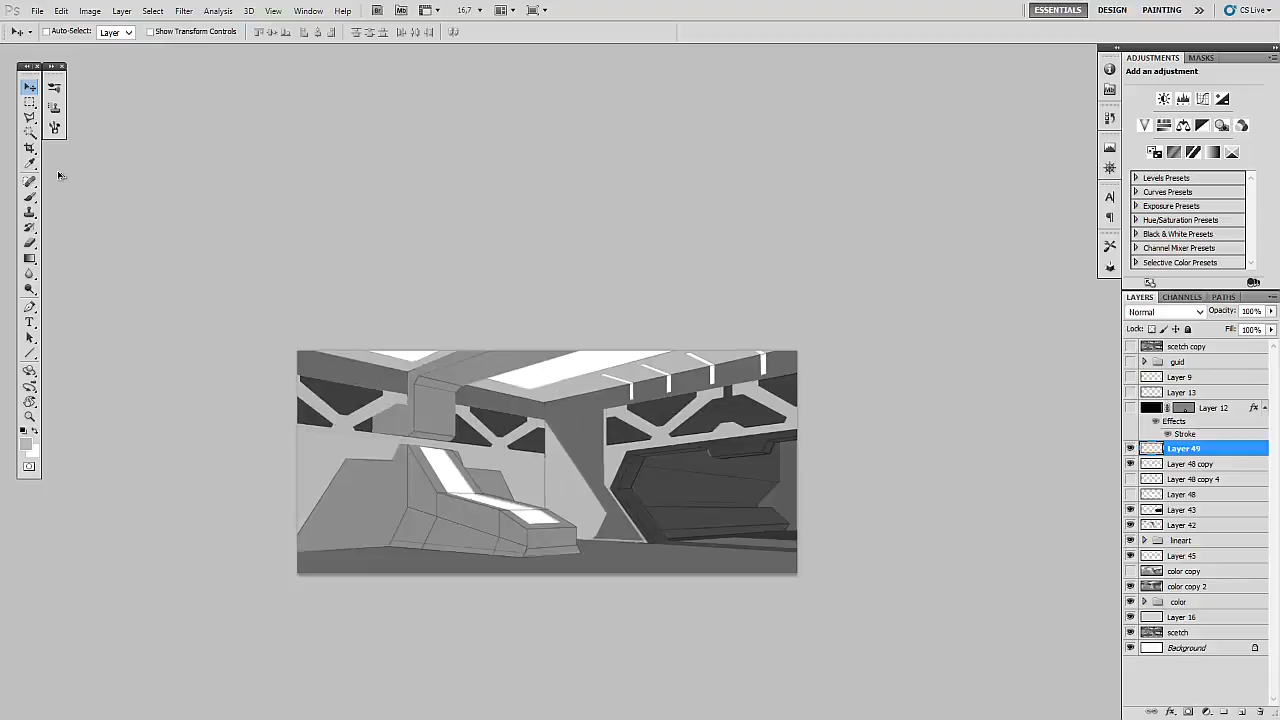 Ps File Edit Image Layer Select Filter Analysis 3D View Window Help Br Mb 16,7 ESSENTIALS DESIGN PAINTING CS Live
Auto-Select: Layer Show Transform Controls
ADJUSTMENTS MASKS
Add an adjustment
Levels Presets
Curves Presets
Exposure Presets
Hue/Saturation Presets
Black & White Presets
Channel Mixer Presets
Selective Color Presets
LAYERS CHANNELS PATHS
Normal Opacity: 100%
Lock: Fill: 100%
scetch copy
guid
Layer 9
Layer 13
Layer 12 fx
Effects
Stroke
Layer 49
Layer 48 copy
Layer 48 copy 4
Layer 48
Layer 43
Layer 42
lineart
Layer 45
color copy
color copy 2
color
Layer 16
scetch
Background